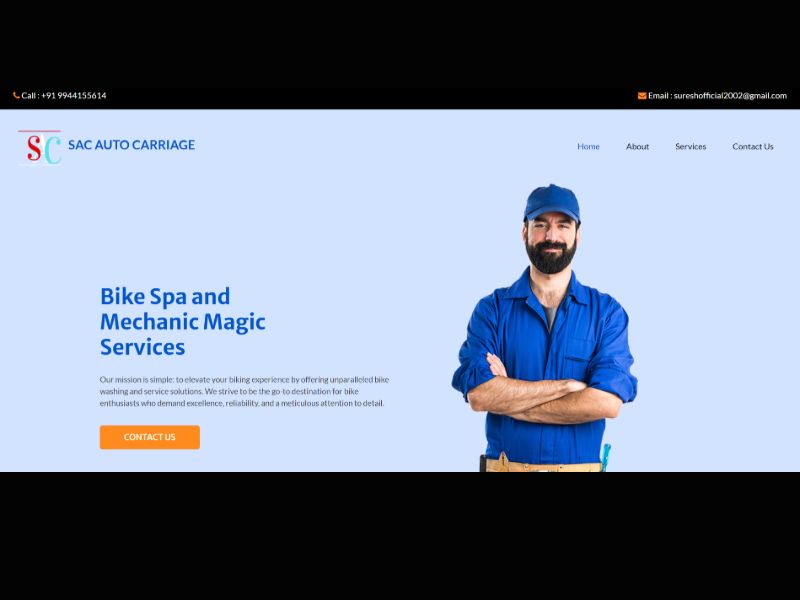 Call : +91 9944155614
Email : sureshofficial2002@gmail.com
SC
SAC AUTO CARRIAGE
Home
About
Services
Contact Us
Bike Spa and
Mechanic Magic
Services
Our mission is simple: to elevate your biking experience by offering unparalleled bike
washing and service solutions. We strive to be the go-to destination for bike
enthusiasts who demand excellence, reliability, and a meticulous attention to detail.
CONTACT US